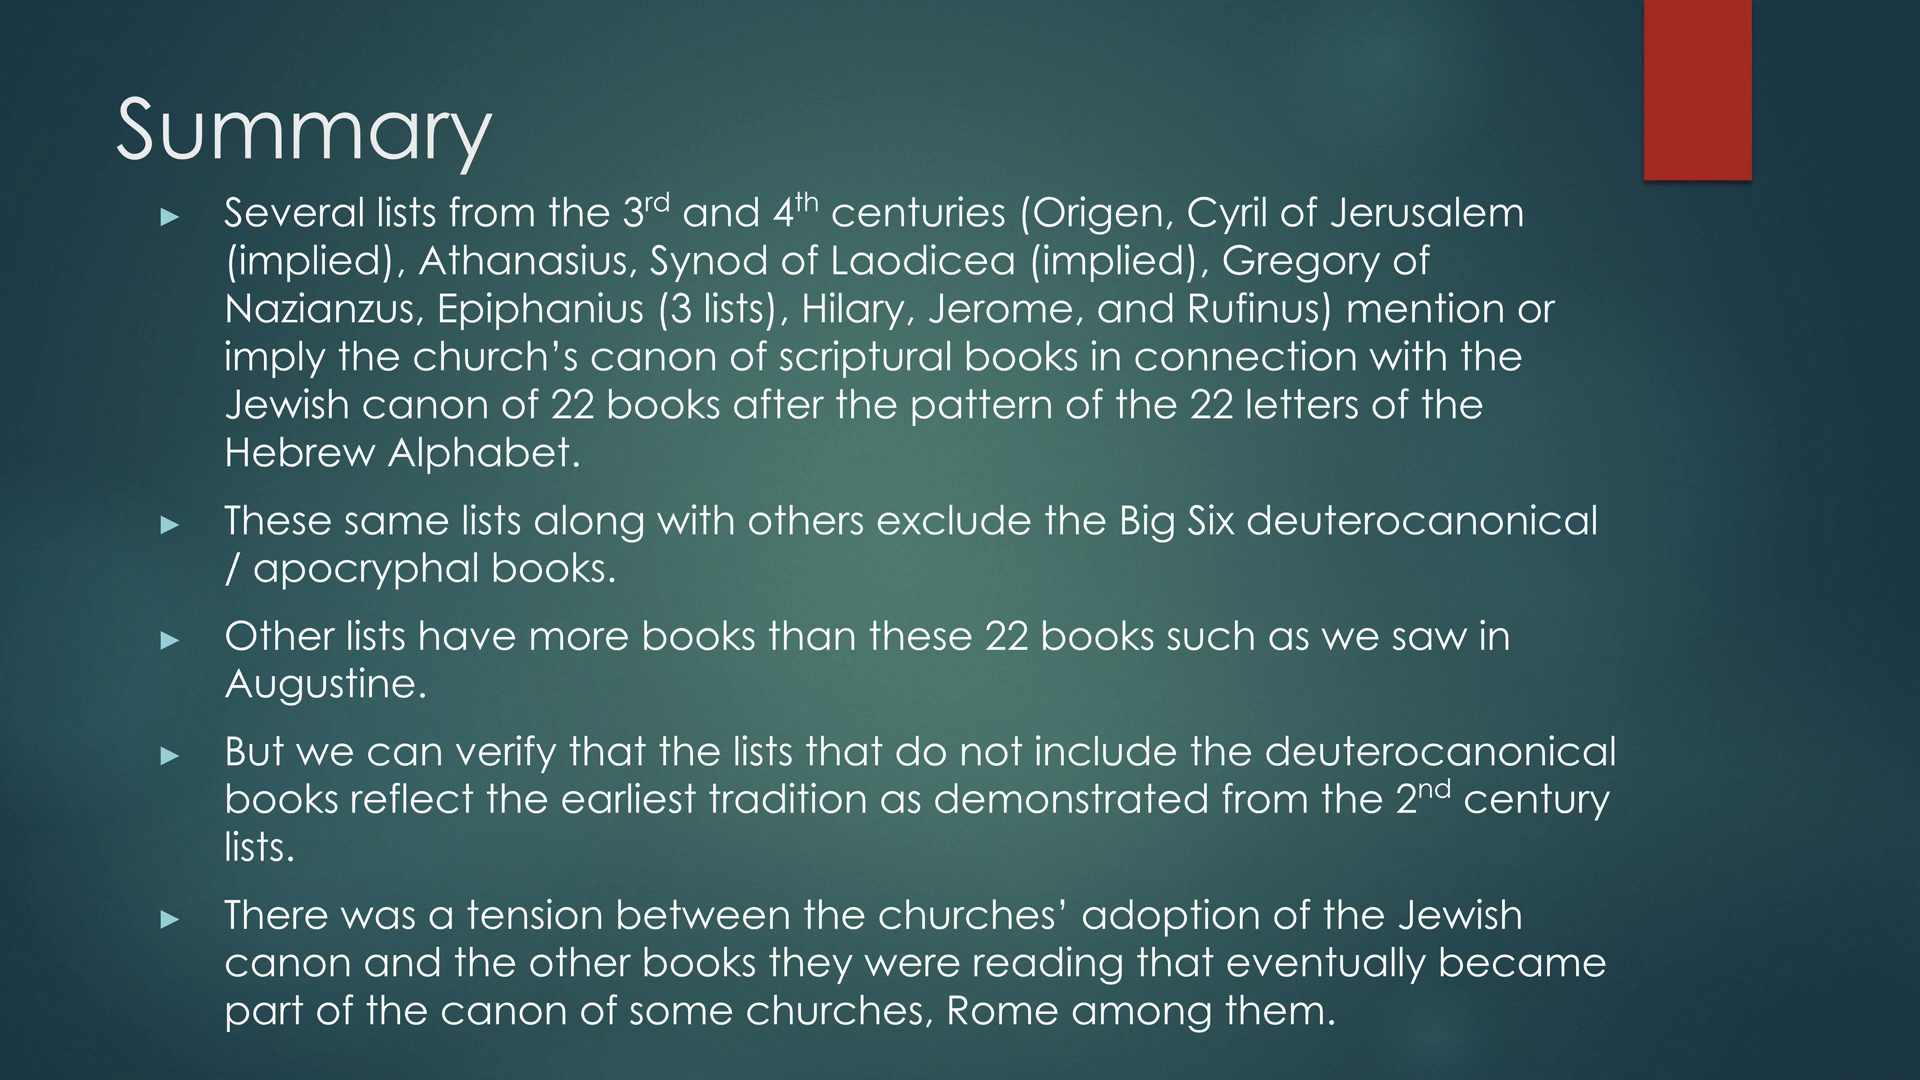 Summary
► Several lists from the 3rd and 4th centuries (Origen, Cyril of Jerusalem
(implied), Athanasius, Synod of Laodicea (implied), Gregory of
Nazianzus, Epiphanius (3 lists), Hilary, Jerome, and Rufinus) mention or
imply the church’s canon of scriptural books in connection with the
Jewish canon of 22 books after the pattern of the 22 letters of the
Hebrew Alphabet.
► These same lists along with others exclude the Big Six deuterocanonical
/ apocryphal books.
► Other lists have more books than these 22 books such as we saw in
Augustine.
► But we can verify that the lists that do not include the deuterocanonical
books reflect the earliest tradition as demonstrated from the 2nd century
lists.
► There was a tension between the churches’ adoption of the Jewish
canon and the other books they were reading that eventually became
part of the canon of some churches, Rome among them.